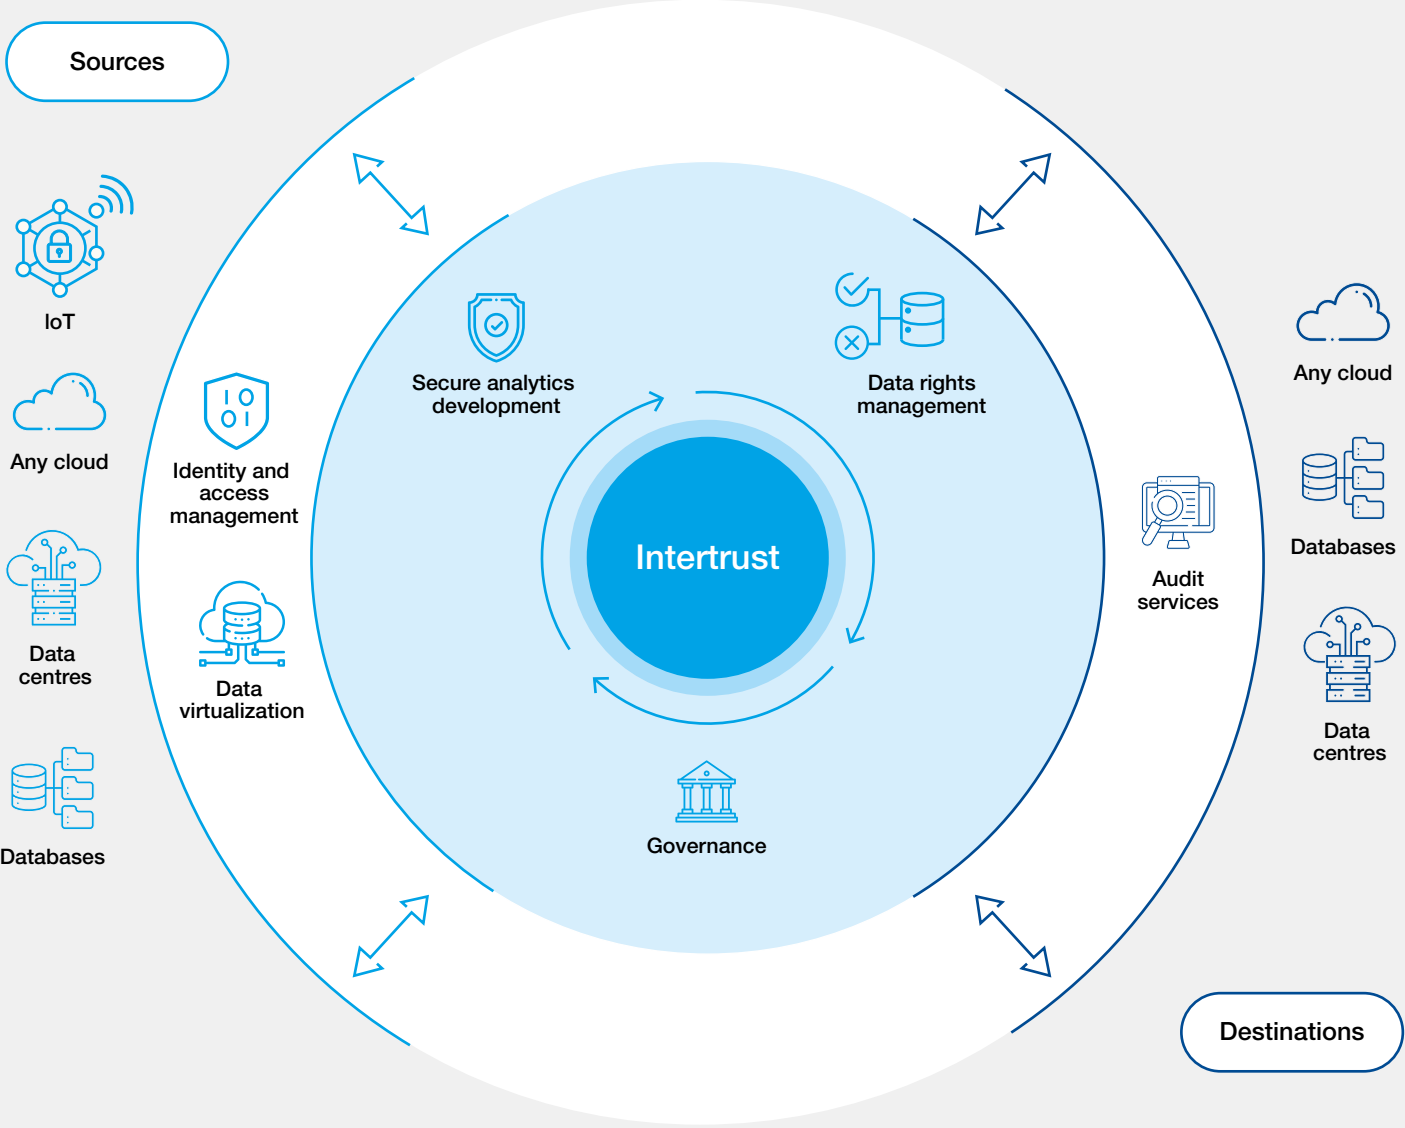 Sources
IoT
Any cloud
Data
centres
Databases
Identity and
access
management
Data
virtualization
Secure analytics
development
Data rights
management
Intertrust
Governance
Audit
services
Any cloud
Databases
Data
centres
Destinations